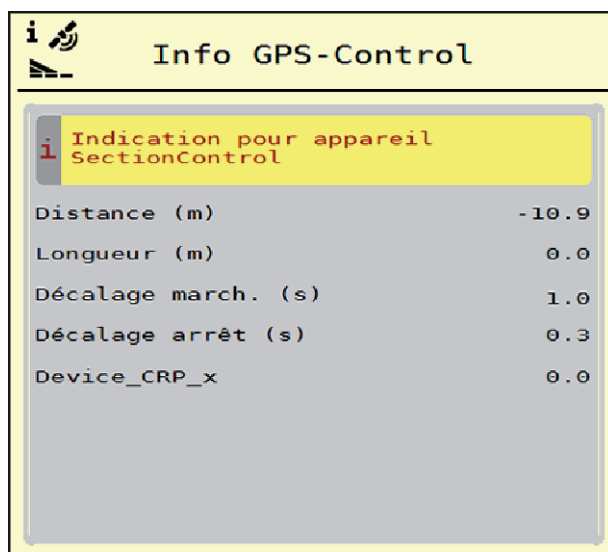 i
Info GPS-Control
i
Indication pour appareil
SectionControl
Distance (m) -10.9
Longueur (m) 0.0
Décalage march. (s) 1.0
Décalage arrêt (s) 0.3
Device_CRP_x 0.0